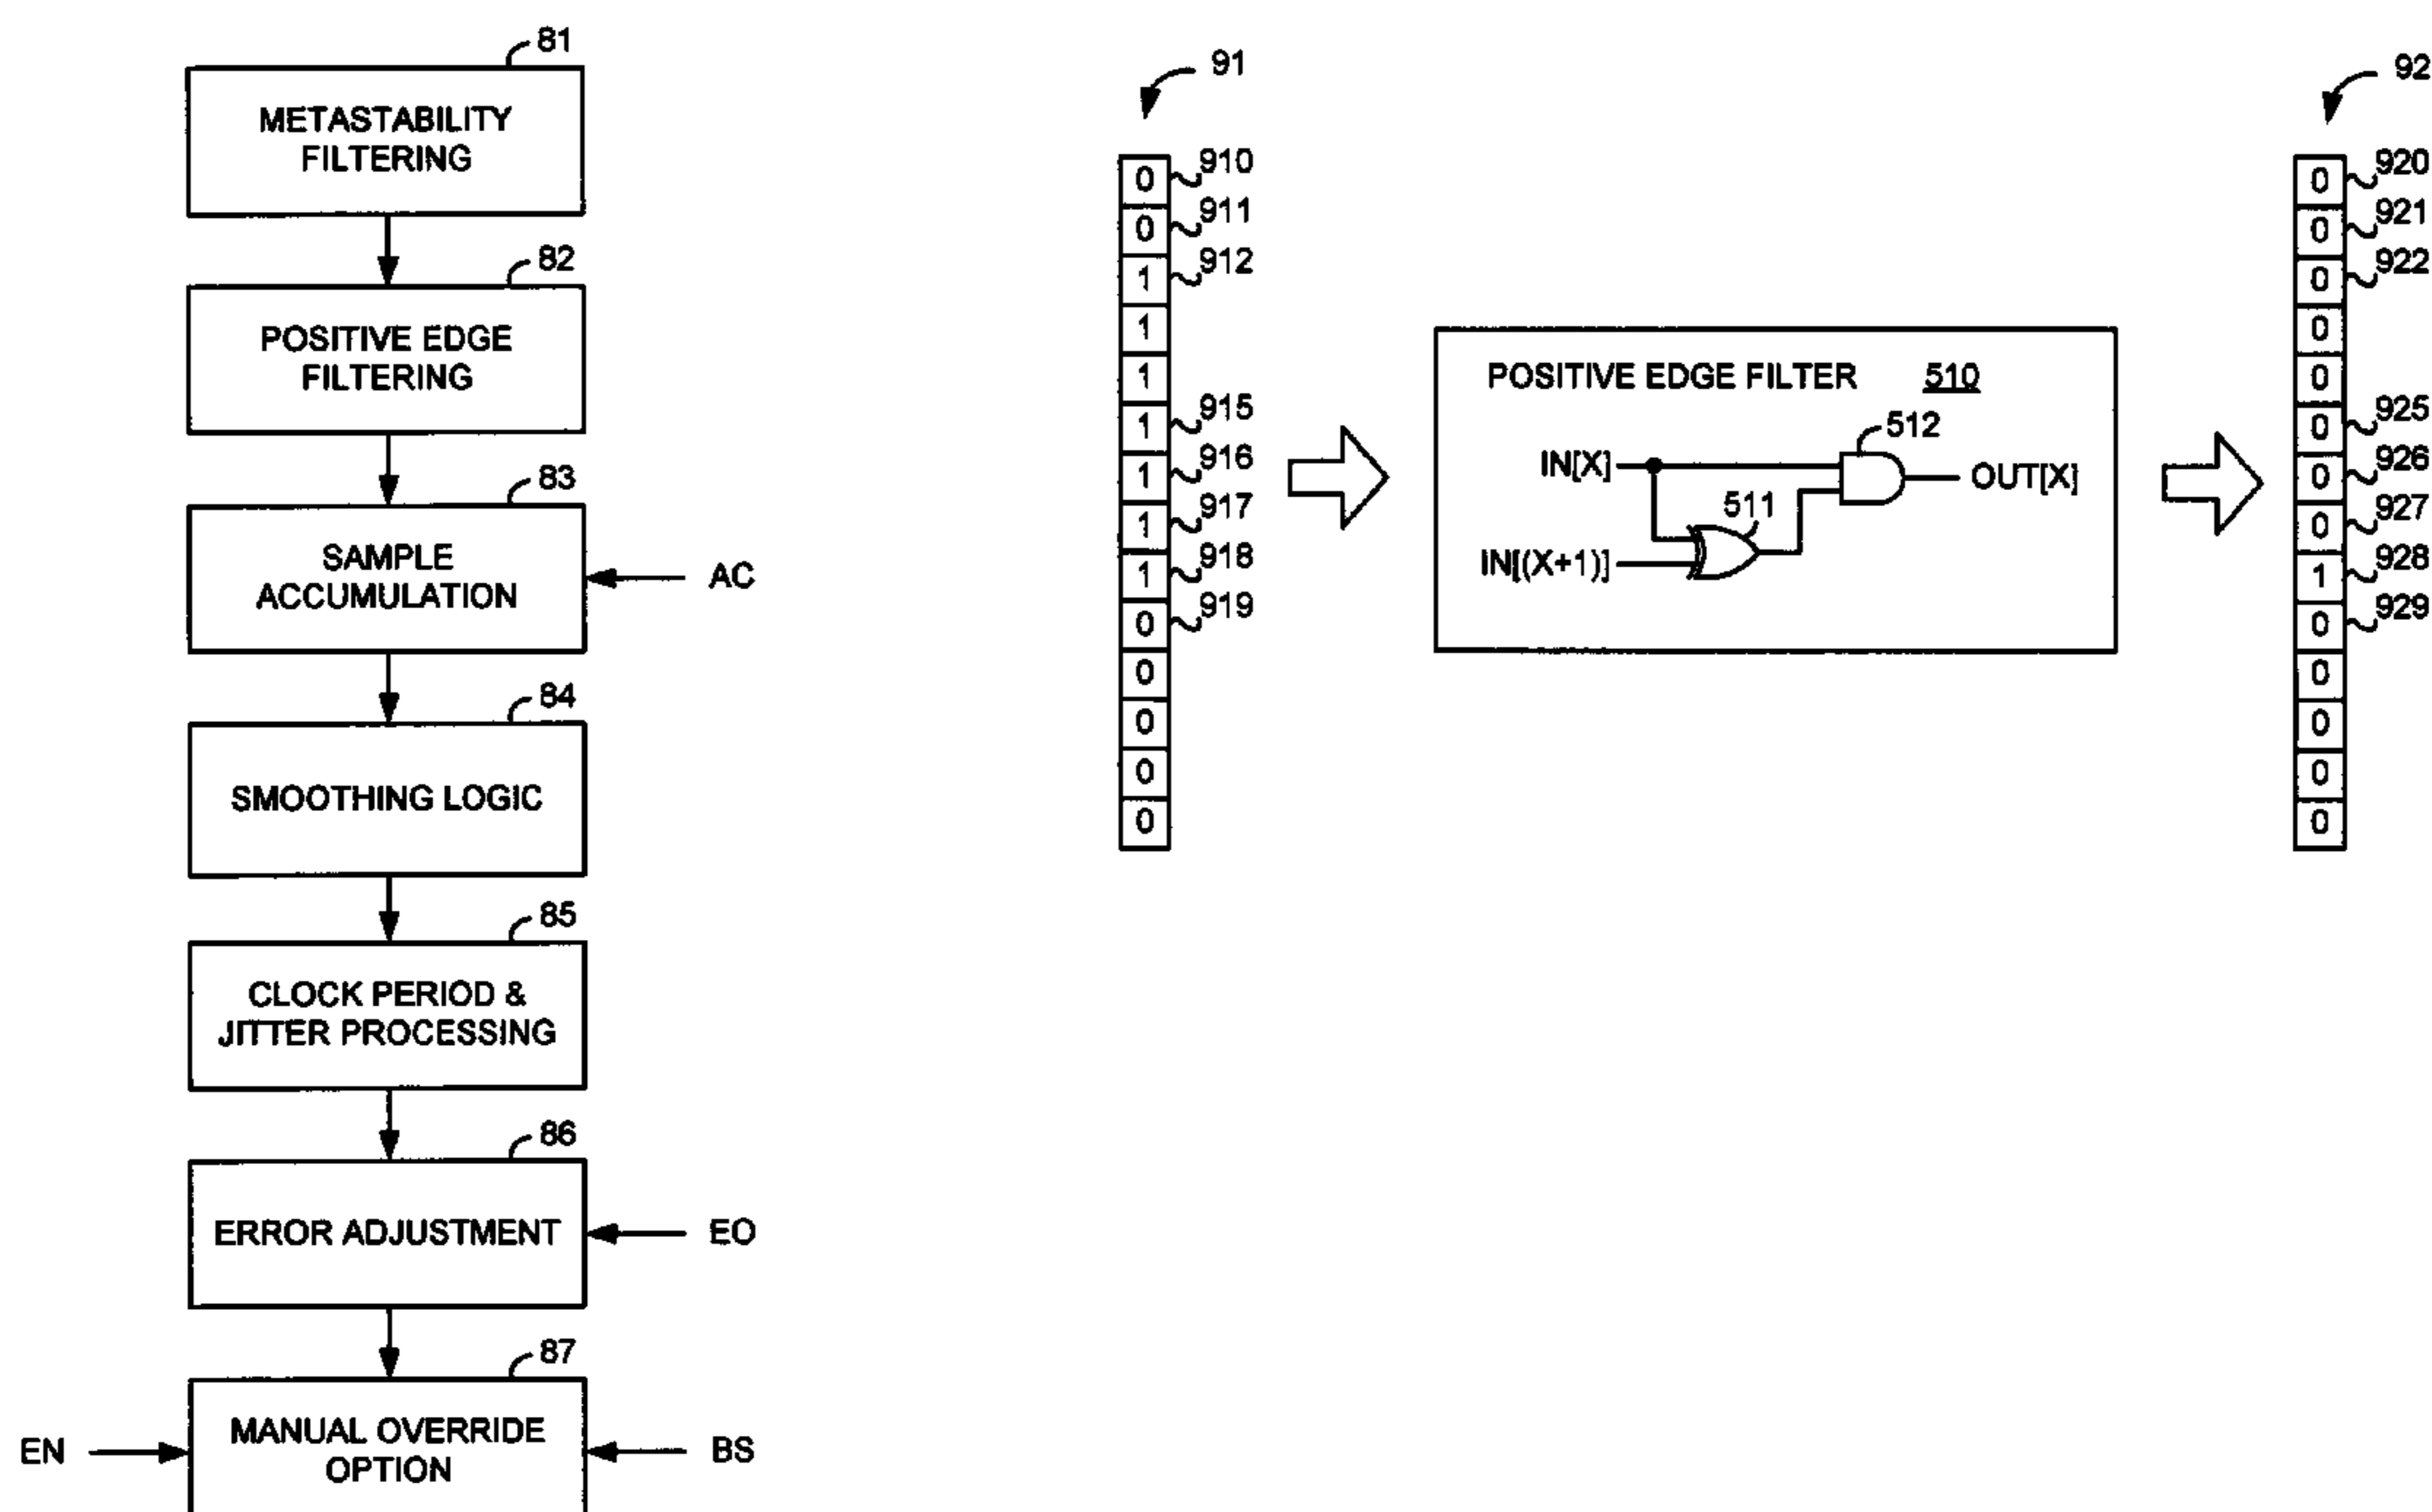 81
METASTABILITY
FILTERING
82
POSITIVE EDGE
FILTERING
83
SAMPLE
ACCUMULATION
AC
84
SMOOTHING LOGIC
85
CLOCK PERIOD &
JITTER PROCESSING
86
ERROR ADJUSTMENT
EO
87
EN
MANUAL OVERRIDE
OPTION
BS
91
0 910
0 911
1 912
1
1
1 915
1 916
1 917
1 918
0 919
0
0
0
0
POSITIVE EDGE FILTER 510
512
IN[X]
OUT[X]
511
IN[(X+1)]
92
0 920
0 921
0 922
0
0
0 925
0 926
0 927
1 928
0 929
0
0
0
0